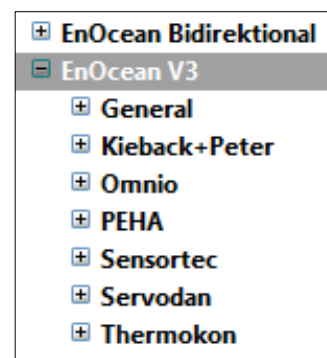 EnOcean Bidirektional
EnOcean V3
General
Kieback+Peter
Omnio
PEHA
Sensortec
Servodan
Thermokon